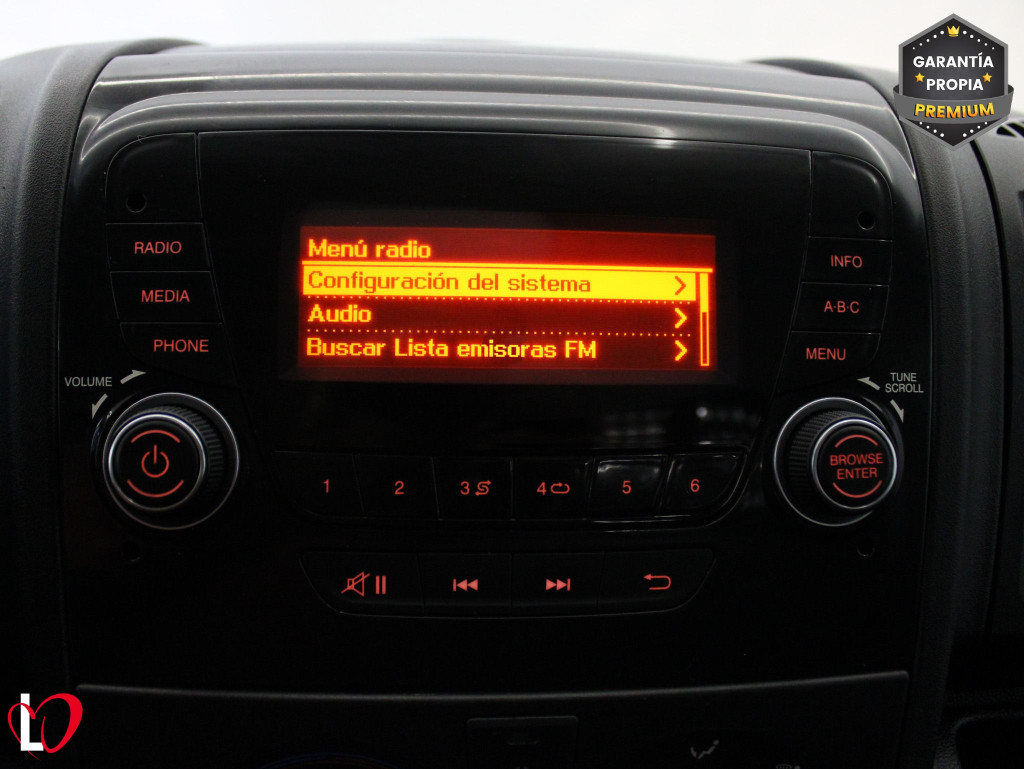 GARANTÍA
PROPIA
PREMIUM
RADIO
MEDIA
PHONE
VOLUME
Menú radio
Configuración del sistema
Audio
Buscar Lista emisoras FM
INFO
A·B·C
MENU
TUNE
SCROLL
BROWSE
ENTER
1 2 3 4 5 6
L